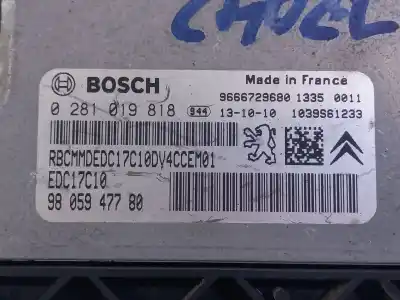 BOSCH
Made in France
9666729680 1335 0011
0 281 019 818 944 13-10-10 1039S61233
RBCMMDEDC17C10DV4CCEM01
EDC17C10
98 059 477 80